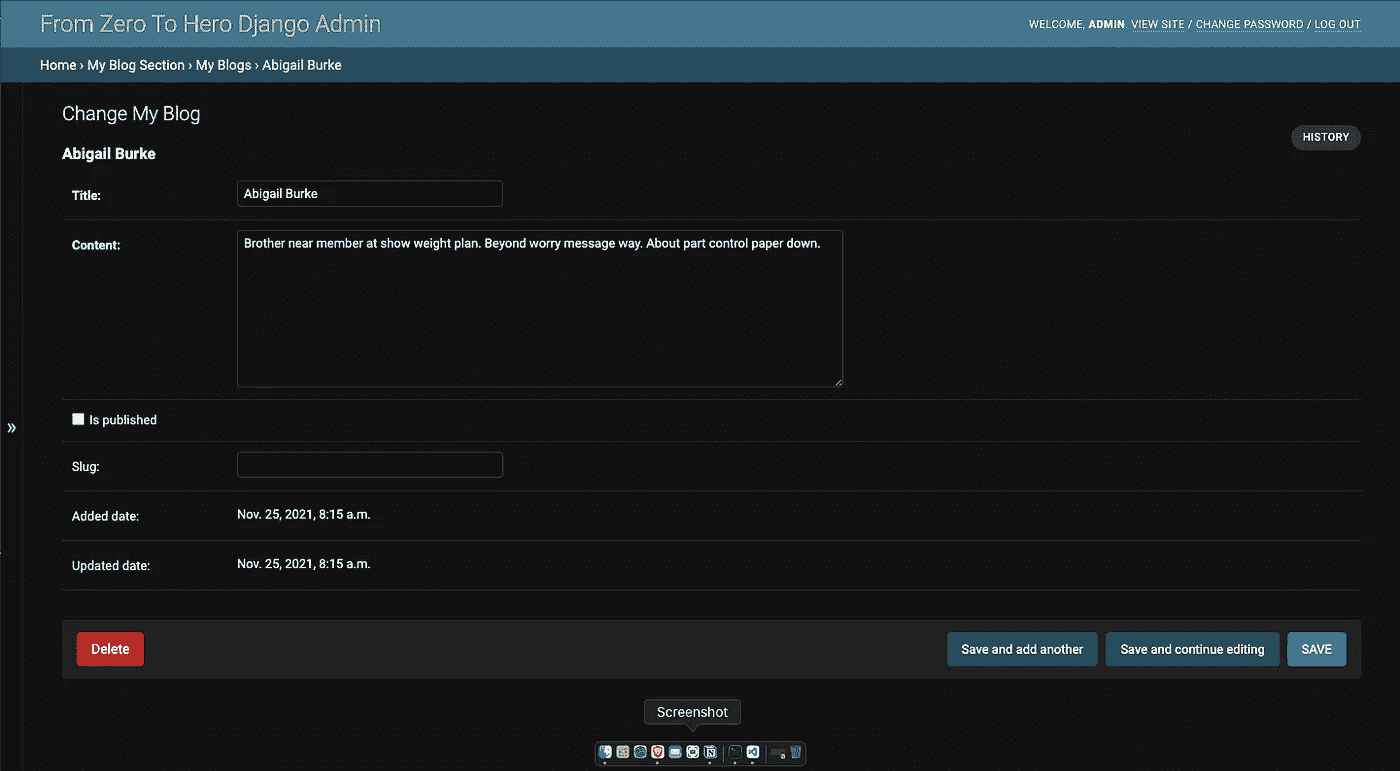 From Zero To Hero Django Admin
WELCOME, ADMIN. VIEW SITE / CHANGE PASSWORD / LOG OUT
Home › My Blog Section › My Blogs › Abigail Burke
Change My Blog
HISTORY
Abigail Burke
Title: Abigail Burke
Content: Brother near member at show weight plan. Beyond worry message way. About part control paper down.
»
Is published
Slug:
Added date: Nov. 25, 2021, 8:15 a.m.
Updated date: Nov. 25, 2021, 8:15 a.m.
Delete Save and add another Save and continue editing SAVE
Screenshot